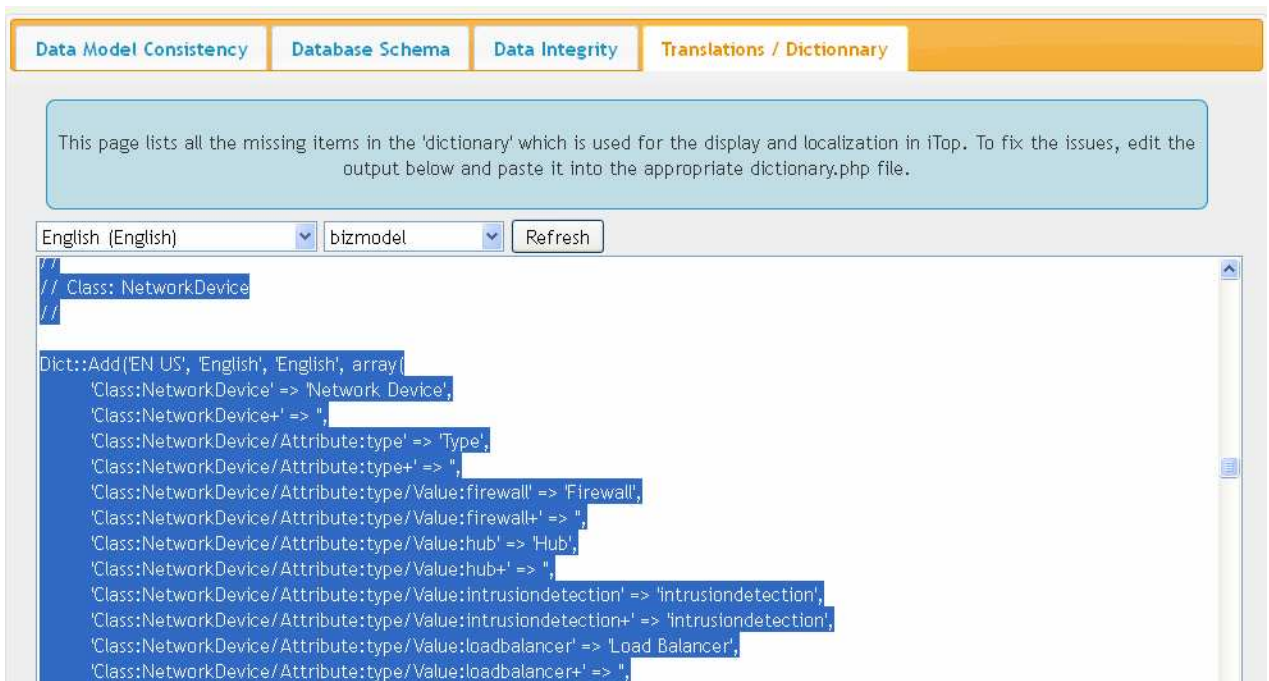 Data Model Consistency Database Schema Data Integrity Translations / Dictionnary
This page lists all the missing items in the 'dictionary' which is used for the display and localization in iTop. To fix the issues, edit the
output below and paste it into the appropriate dictionary.php file.
English (English) bizmodel Refresh
//
// Class: NetworkDevice
//
Dict::Add('EN US', 'English', 'English', array(
'Class:NetworkDevice' => 'Network Device',
'Class:NetworkDevice+' => '',
'Class:NetworkDevice/Attribute:type' => 'Type',
'Class:NetworkDevice/Attribute:type+' => '',
'Class:NetworkDevice/Attribute:type/Value:firewall' => 'Firewall',
'Class:NetworkDevice/Attribute:type/Value:firewall+' => '',
'Class:NetworkDevice/Attribute:type/Value:hub' => 'Hub',
'Class:NetworkDevice/Attribute:type/Value:hub+' => '',
'Class:NetworkDevice/Attribute:type/Value:intrusiondetection' => 'intrusiondetection',
'Class:NetworkDevice/Attribute:type/Value:intrusiondetection+' => 'intrusiondetection',
'Class:NetworkDevice/Attribute:type/Value:loadbalancer' => 'Load Balancer',
'Class:NetworkDevice/Attribute:type/Value:loadbalancer+' => '',